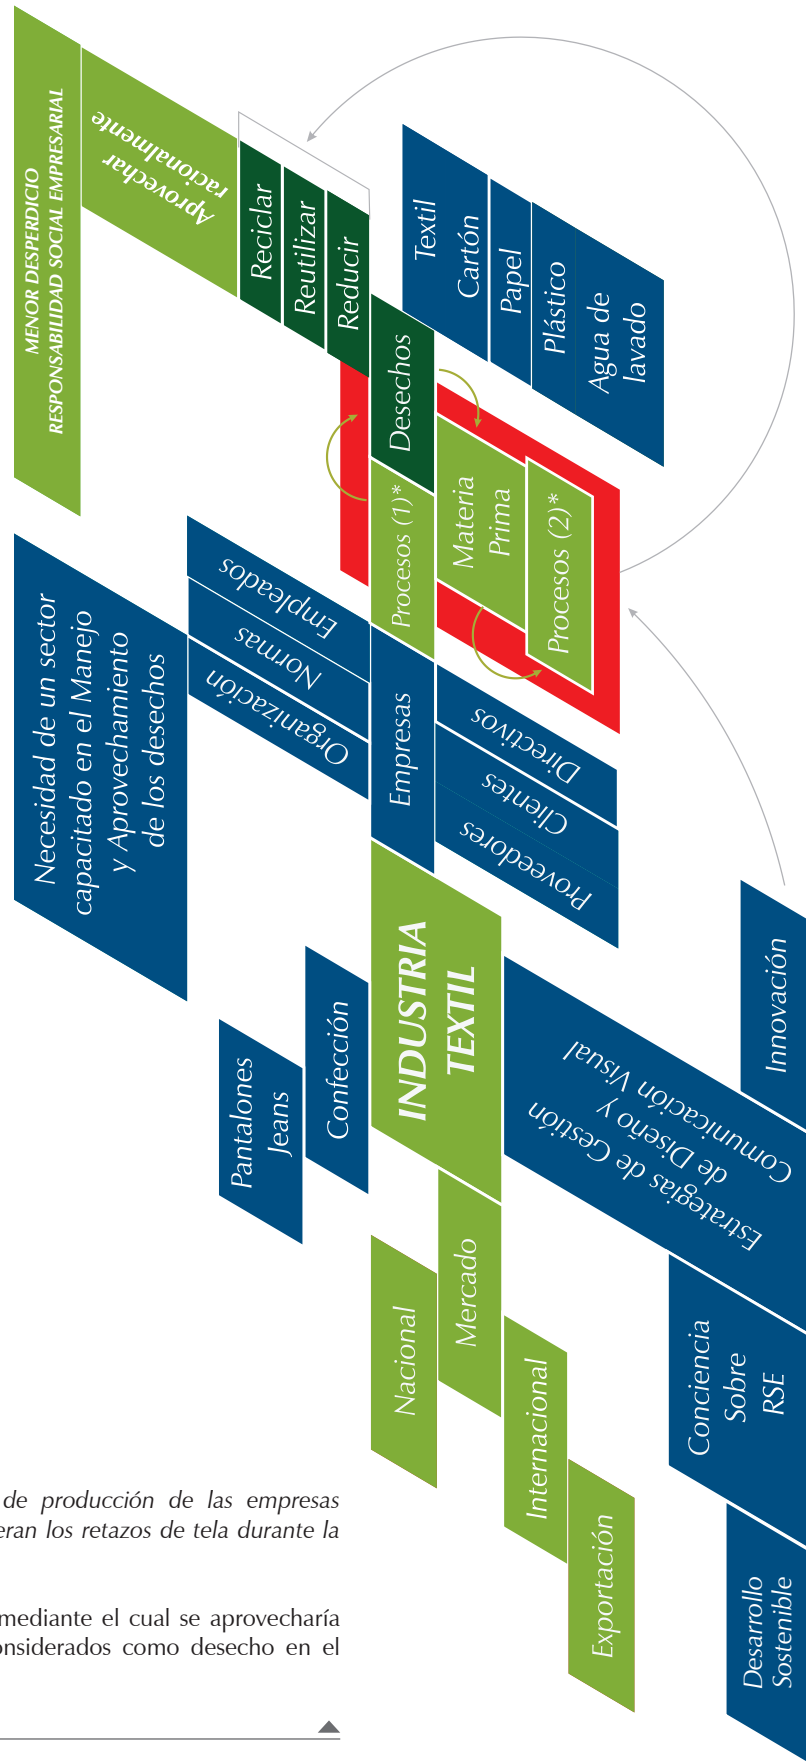 MENOR DESPERDICIO
RESPONSABILIDAD SOCIAL EMPRESARIAL
Aprovechar
racionalmente
Reciclar
Reutilizar
Reducir
Textil
Cartón
Papel
Plástico
Agua de
lavado
Desechos
Procesos (1)*
Materia
Prima
Procesos (2)*
Necesidad de un sector
capacitado en el Manejo
y Aprovechamiento
de los desechos
Empleados
Normas
Organización
Empresas
Directivos
Clientes
Proveedores
INDUSTRIA
TEXTIL
Confección
Pantalones
Jeans
Innovación
Estrategias de Gestión
de Diseño y
Comunicación Visual
Mercado
Nacional
Internacional
Exportación
Conciencia
Sobre
RSE
Desarrollo
Sostenible
de producción de las empresas
eran los retazos de tela durante la
mediante el cual se aprovecharía
onsiderados como desecho en el